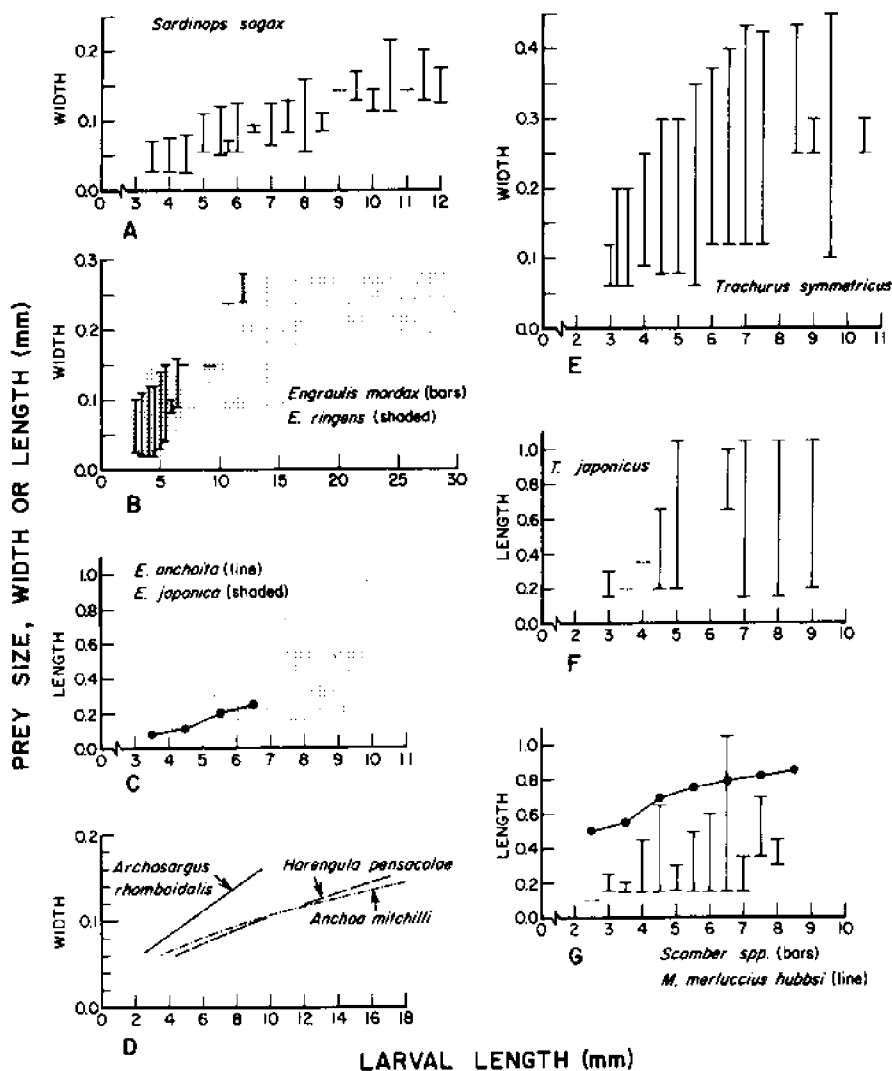 PREY SIZE, WIDTH OR LENGTH (mm)
Sardinops sagax
WIDTH
0.2
0.1
0.0
0 3 4 5 6 7 8 9 10 11 12
A
WIDTH
0.3
0.2
0.1
0.0
0 5 10 15 20 25 30
Engraulis mordax (bars)
E. ringens (shaded)
B
E. anchoita (line)
E. japonica (shaded)
LENGTH
1.0
0.8
0.6
0.4
0.2
0.0
0 3 4 5 6 7 8 9 10 11
C
WIDTH
0.2
0.1
0.0
Archosargus
rhomboidalis
Harengula pensacolae
Anchoa mitchilli
0 2 4 6 8 10 12 14 16 18
D
WIDTH
0.4
0.3
0.2
0.1
0.0
Trachurus symmetricus
0 2 3 4 5 6 7 8 9 10 11
E
T. japonicus
LENGTH
1.0
0.8
0.6
0.4
0.2
0.0
0 2 3 4 5 6 7 8 9 10
F
LENGTH
1.0
0.8
0.6
0.4
0.2
0.0
0 2 3 4 5 6 7 8 9 10
G
Scomber spp. (bars)
M. merluccius hubbsi (line)
LARVAL LENGTH (mm)